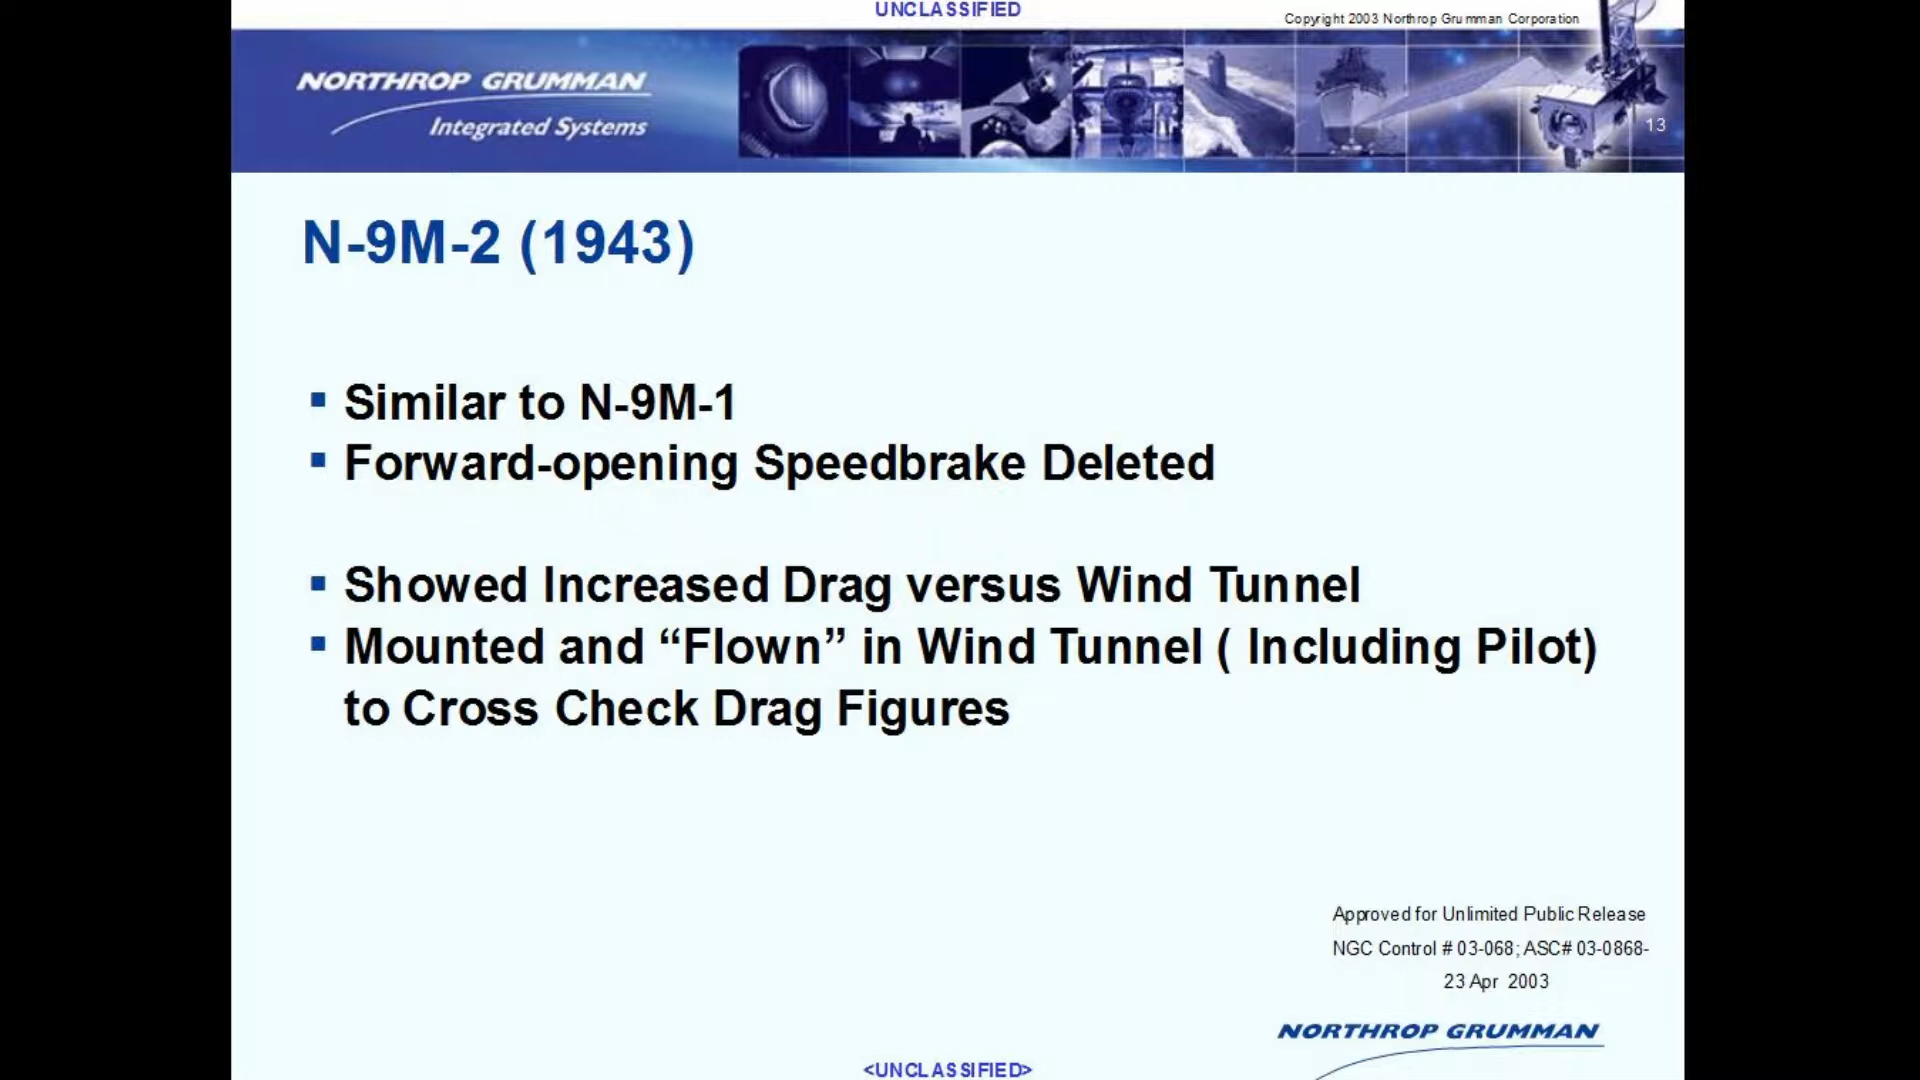 UNCLASSIFIED
Copyright 2003 Northrop Grumman Corporation
NORTHROP GRUMMAN
Integrated Systems
13
N-9M-2 (1943)
▪ Similar to N-9M-1
▪ Forward-opening Speedbrake Deleted
▪ Showed Increased Drag versus Wind Tunnel
▪ Mounted and “Flown” in Wind Tunnel ( Including Pilot)
to Cross Check Drag Figures
Approved for Unlimited Public Release
NGC Control # 03-068; ASC# 03-0868-
23 Apr 2003
NORTHROP GRUMMAN
<UNCLASSIFIED>